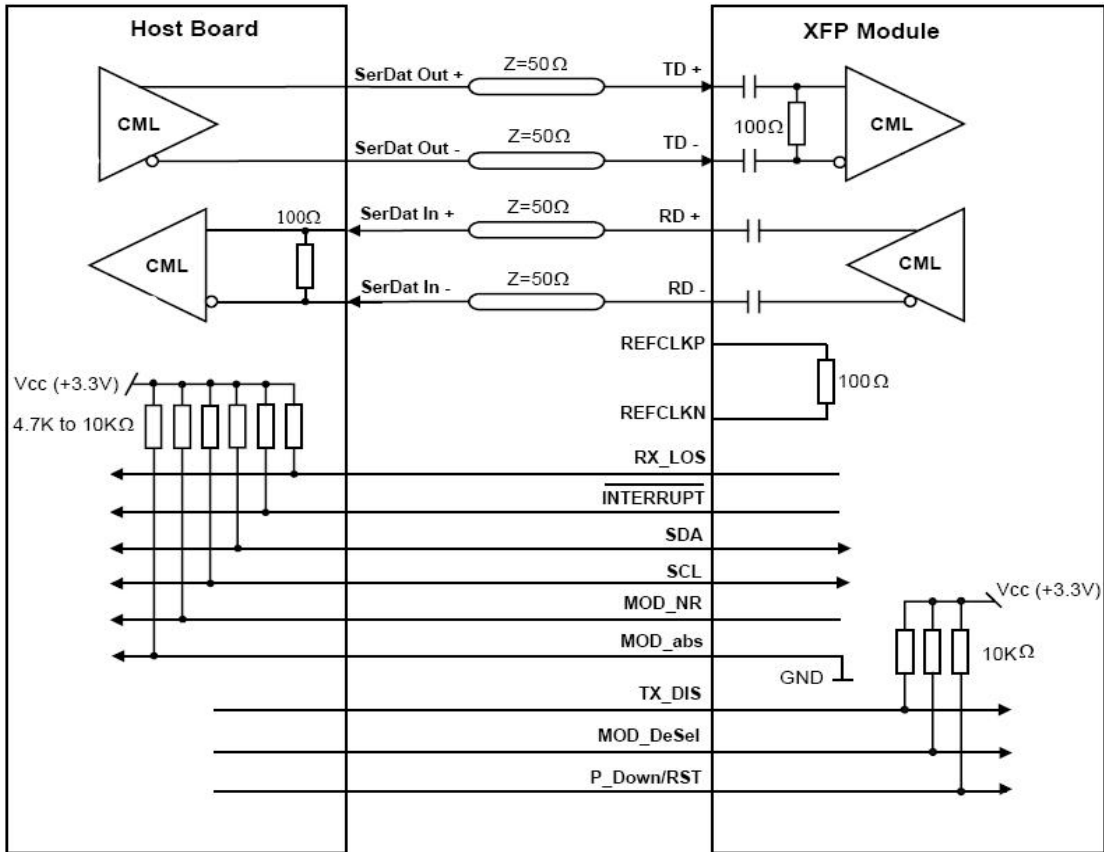 Host Board
XFP Module
SerDat Out +
Z=50Ω
TD +
CML
100Ω
CML
SerDat Out -
Z=50Ω
TD -
100Ω
SerDat In +
Z=50Ω
RD +
CML
CML
SerDat In -
Z=50Ω
RD -
REFCLKP
100Ω
REFCLKN
Vcc (+3.3V)
4.7K to 10KΩ
RX_LOS
INTERRUPT
SDA
SCL
MOD_NR
MOD_abs
GND
Vcc (+3.3V)
10KΩ
TX_DIS
MOD_DeSel
P_Down/RST